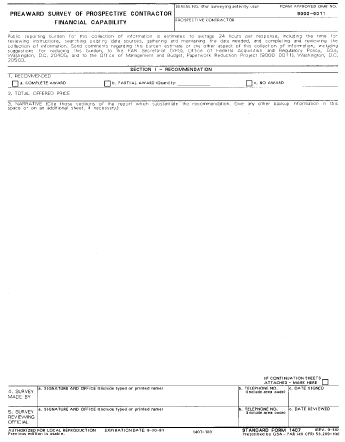 PREAWARD SURVEY OF PROSPECTIVE CONTRACTOR
FINANCIAL CAPABILITY
SERIAL NO. (For surveying activity use)
FORM APPROVED OMB NO.
9000-0011
PROSPECTIVE CONTRACTOR
Public reporting burden for this collection of information is estimated to average 24 hours per response, including the time for
reviewing instructions, searching existing data sources, gathering and maintaining the data needed, and completing and reviewing the
collection of information. Send comments regarding this burden estimate or any other aspect of this collection of information, including
suggestions for reducing this burden, to the FAR Secretariat (VRS), Office of Federal Acquisition and Regulatory Policy, GSA,
Washington, D.C. 20405; and to the Office of Management and Budget, Paperwork Reduction Project (9000-0011), Washington, D.C.
20503.
SECTION I - RECOMMENDATION
1. RECOMMENDED
a. COMPLETE AWARD
b. PARTIAL AWARD (Quantity:
c. NO AWARD
2. TOTAL OFFERED PRICE
3. NARRATIVE (Cite those sections of the report which substantiate the recommendation. Give any other backup information in this
space or on an additional sheet, if necessary.)
IF CONTINUATION SHEETS
ATTACHED - MARK HERE
4. SURVEY
MADE BY
a. SIGNATURE AND OFFICE (Include typed or printed name)
b. TELEPHONE NO.
(Include area code)
c. DATE SIGNED
5. SURVEY
REVIEWING
OFFICIAL
a. SIGNATURE AND OFFICE (Include typed or printed name)
b. TELEPHONE NO.
(Include area code)
c. DATE REVIEWED
AUTHORIZED FOR LOCAL REPRODUCTION
Previous edition is usable.
EXPIRATION DATE:
1407-103
STANDARD FORM 1407 (REV. 9-88)
Prescribed by GSA - FAR (48 CFR)